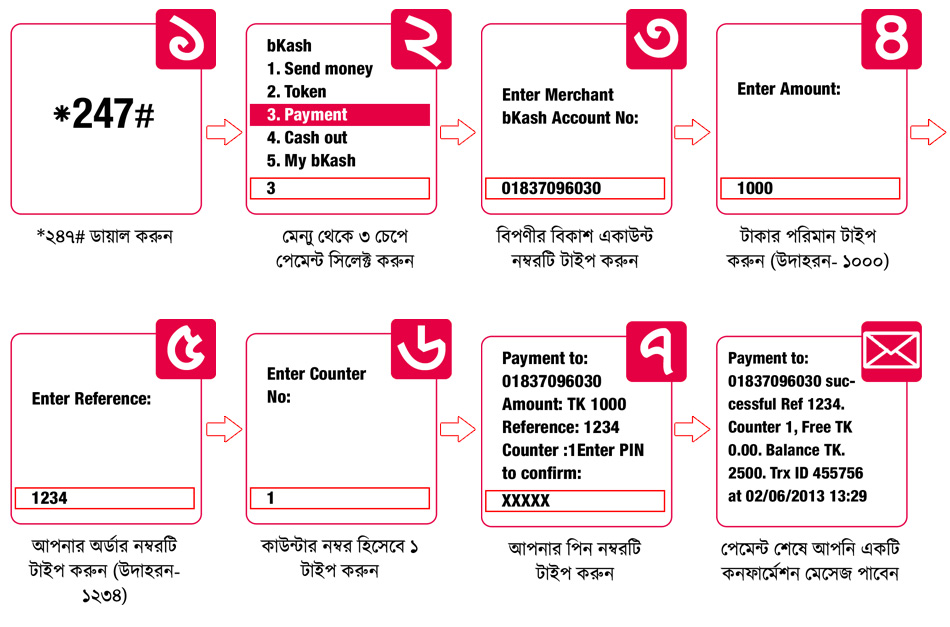 ১
*247#
*২৪৭# ডায়াল করুন
২
bKash
1. Send money
2. Token
3. Payment
4. Cash out
5. My bKash
3
মেন্যু থেকে ৩ চেপে
পেমেন্ট সিলেক্ট করুন
৩
Enter Merchant
bKash Account No:
01837096030
বিপণীর বিকাশ একাউন্ট
নম্বরটি টাইপ করুন
৪
Enter Amount:
1000
টাকার পরিমান টাইপ
করুন (উদাহরন- ১০০০)
৫
Enter Reference:
1234
আপনার অর্ডার নম্বরটি
টাইপ করুন (উদাহরন-
১২৩৪)
৬
Enter Counter
No:
1
কাউন্টার নম্বর হিসেবে ১
টাইপ করুন
৭
Payment to:
01837096030
Amount: TK 1000
Reference: 1234
Counter :1Enter PIN
to confirm:
XXXXX
আপনার পিন নম্বরটি
টাইপ করুন
Payment to:
01837096030 suc-
cessful Ref 1234.
Counter 1, Free TK
0.00. Balance TK.
2500. Trx ID 455756
at 02/06/2013 13:29
পেমেন্ট শেষে আপনি একটি
কনফার্মেশন মেসেজ পাবেন